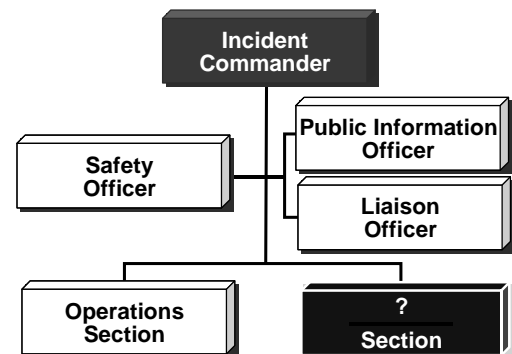 Incident
Commander
Public Information
Officer
Safety
Officer
Liaison
Officer
Operations
Section
?
Section